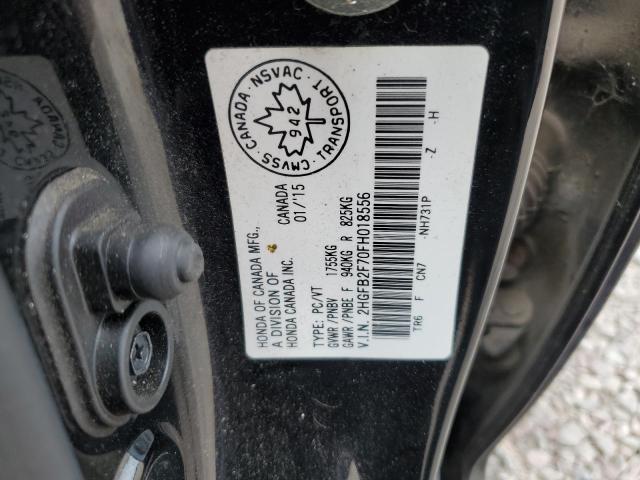 CMVSS · CANADA · NSVAC · TRANSPORT
942
HONDA OF CANADA MFG., CANADA
A DIVISION OF 01/15
HONDA CANADA INC.
TYPE: PC/VT
GVWR/PNBV 1755KG
GAWR/PNBE F 940KG R 825KG
V.I.N. 2HGFB2F70FH018556
TR6 F CN7 -NH731P -Z -H